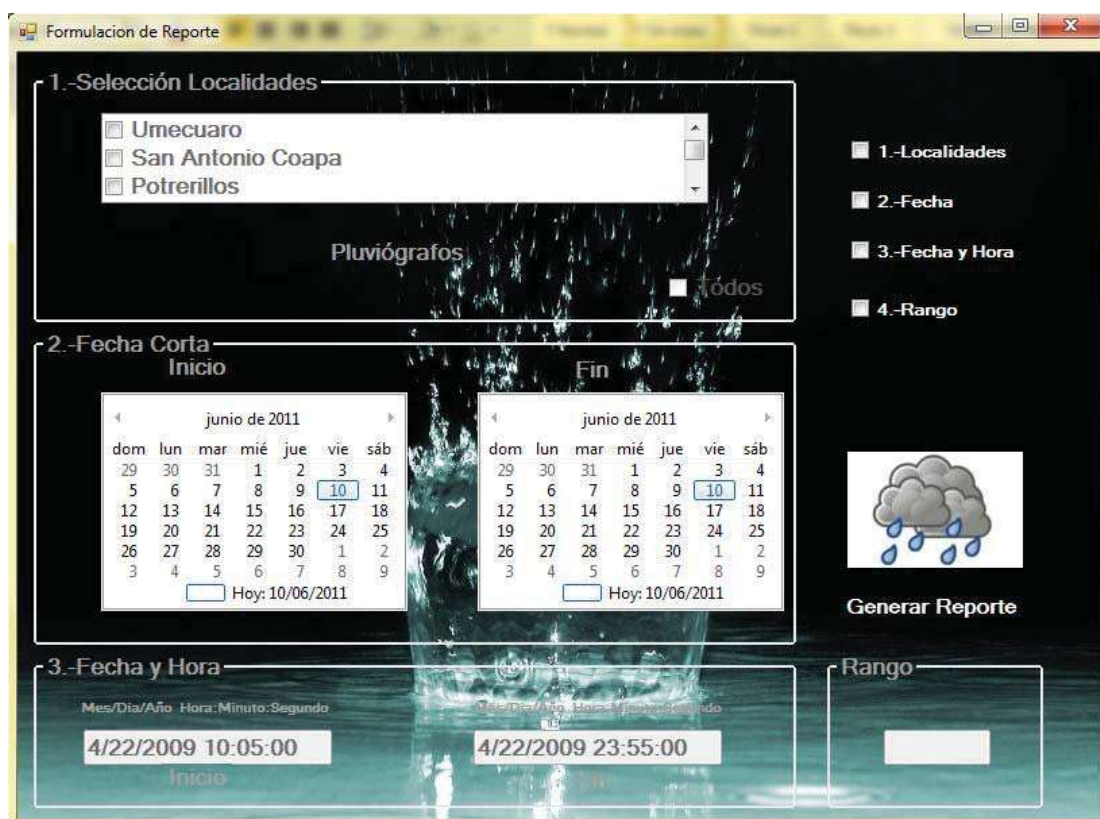 Formulacion de Reporte
1.-Selección Localidades
Umecuaro
San Antonio Coapa
Potrerillos
Pluviógrafos
Tódos
1.-Localidades
2.-Fecha
3.-Fecha y Hora
4.-Rango
2.-Fecha Corta
Inicio
Fin
junio de 2011
dom lun mar mié jue vie sáb
29 30 31 1 2 3 4
5 6 7 8 9 10 11
12 13 14 15 16 17 18
19 20 21 22 23 24 25
26 27 28 29 30 1 2
3 4 5 6 7 8 9
Hoy: 10/06/2011
junio de 2011
dom lun mar mié jue vie sáb
29 30 31 1 2 3 4
5 6 7 8 9 10 11
12 13 14 15 16 17 18
19 20 21 22 23 24 25
26 27 28 29 30 1 2
3 4 5 6 7 8 9
Hoy: 10/06/2011
Generar Reporte
3.-Fecha y Hora
Mes/Dia/Año Hora:Minuto:Segundo
Mes/Dia/Año Hora:Minuto:Segundo
4/22/2009 10:05:00
4/22/2009 23:55:00
Inicio
Fin
Rango